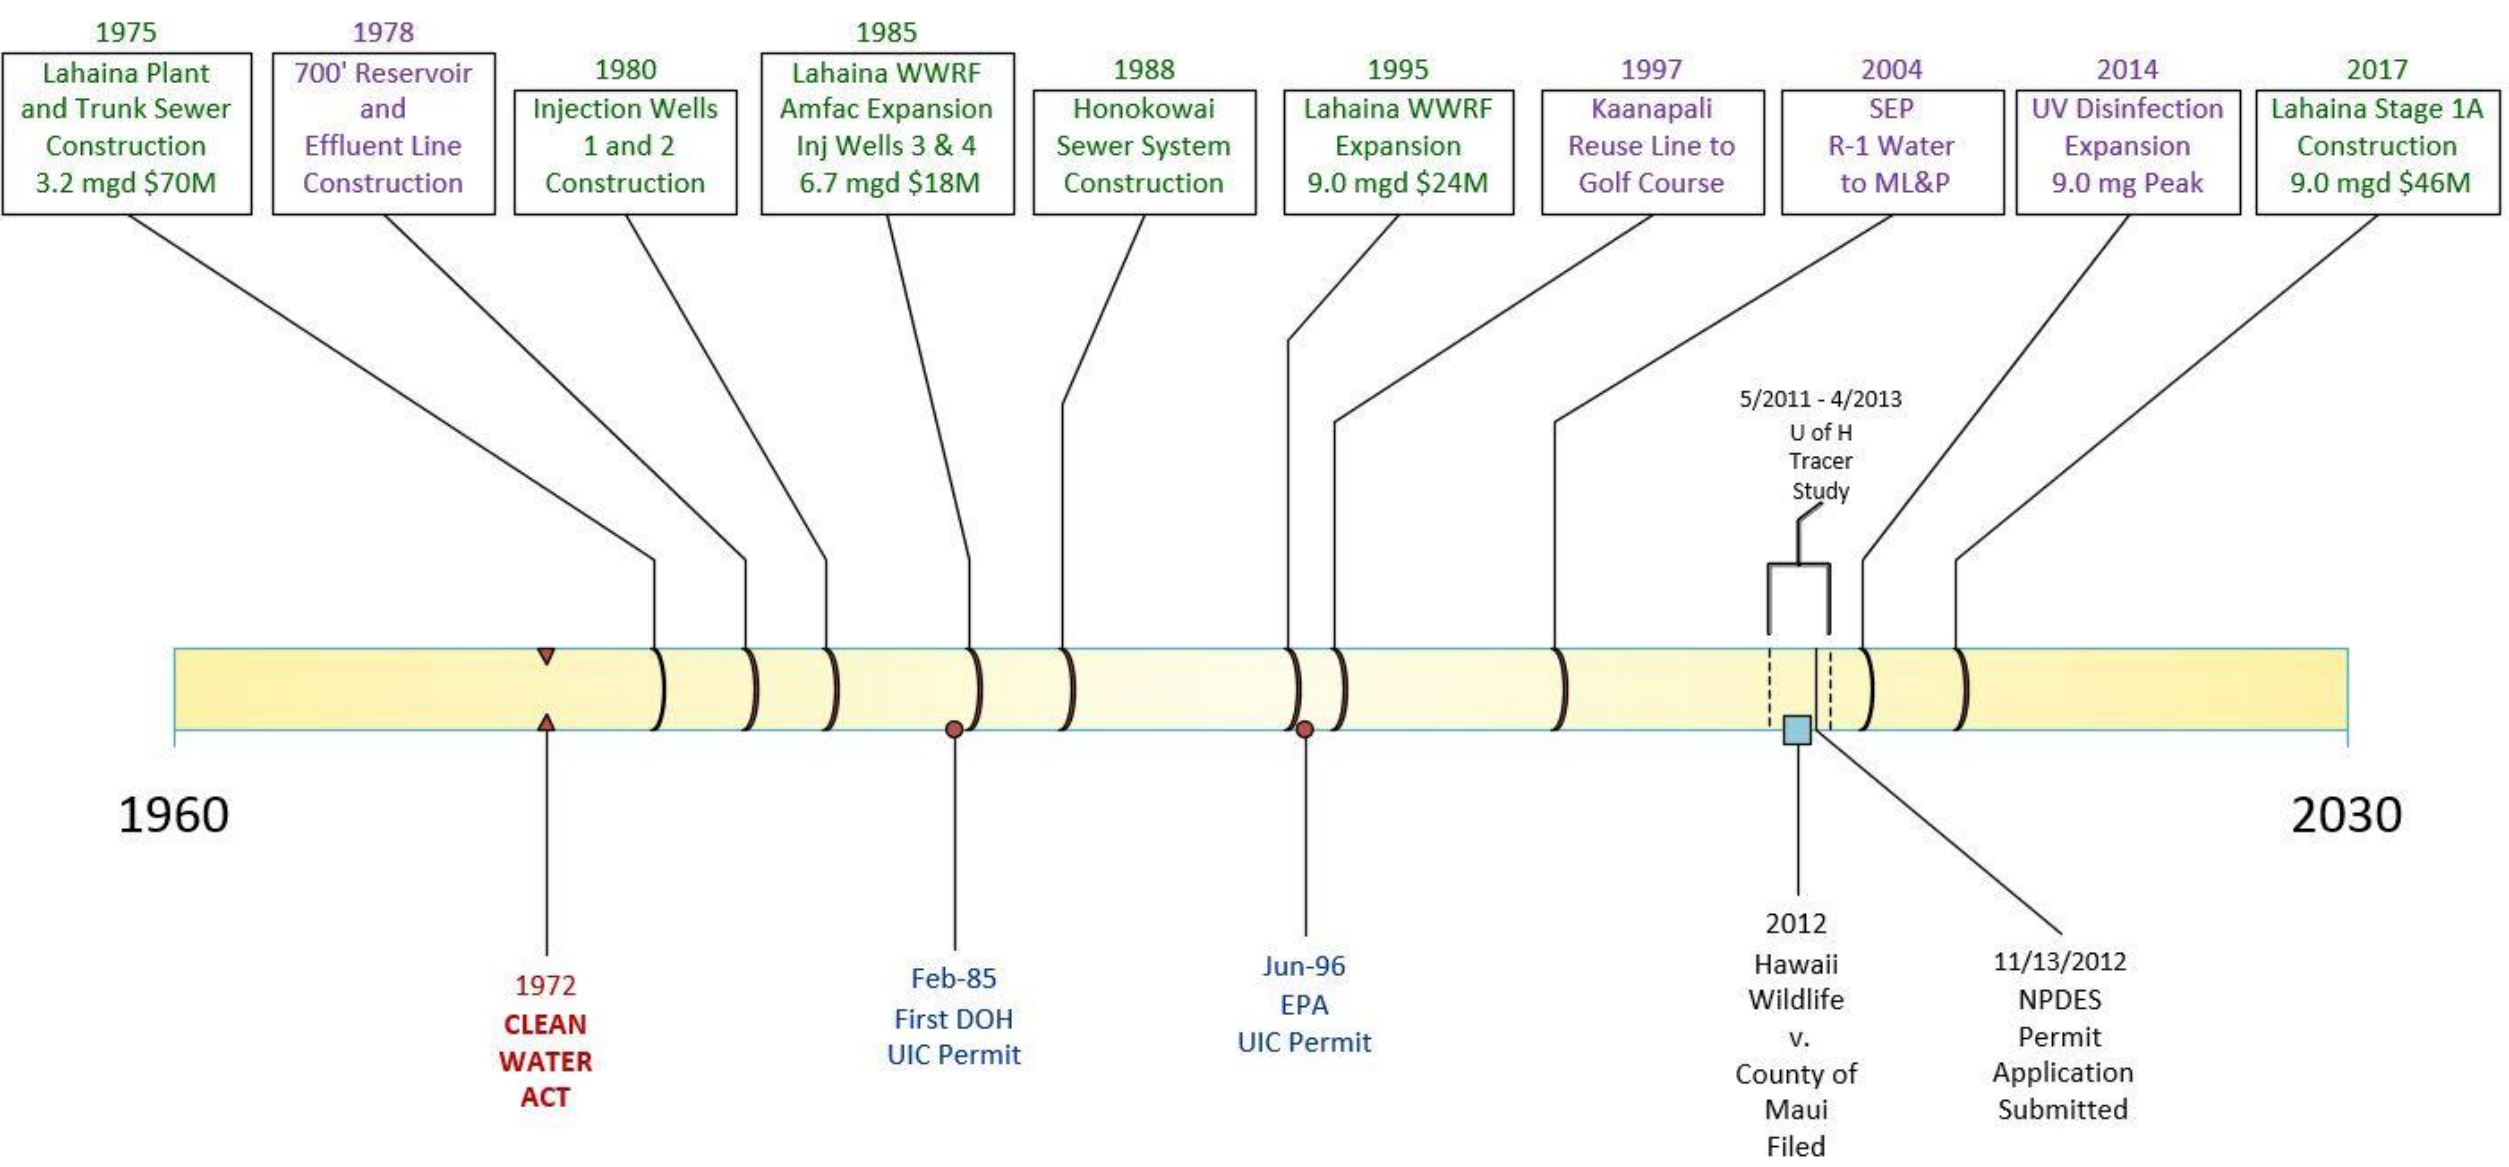 1975
Lahaina Plant
and Trunk Sewer
Construction
3.2 mgd $70M
1978
700' Reservoir
and
Effluent Line
Construction
1980
Injection Wells
1 and 2
Construction
1985
Lahaina WWRF
Amfac Expansion
Inj Wells 3 & 4
6.7 mgd $18M
1988
Honokowai
Sewer System
Construction
1995
Lahaina WWRF
Expansion
9.0 mgd $24M
1997
Kaanapali
Reuse Line to
Golf Course
2004
SEP
R-1 Water
to ML&P
2014
UV Disinfection
Expansion
9.0 mg Peak
2017
Lahaina Stage 1A
Construction
9.0 mgd $46M
5/2011 - 4/2013
U of H
Tracer
Study
1960
2030
1972
CLEAN
WATER
ACT
Feb-85
First DOH
UIC Permit
Jun-96
EPA
UIC Permit
2012
Hawaii
Wildlife
v.
County of
Maui
Filed
11/13/2012
NPDES
Permit
Application
Submitted